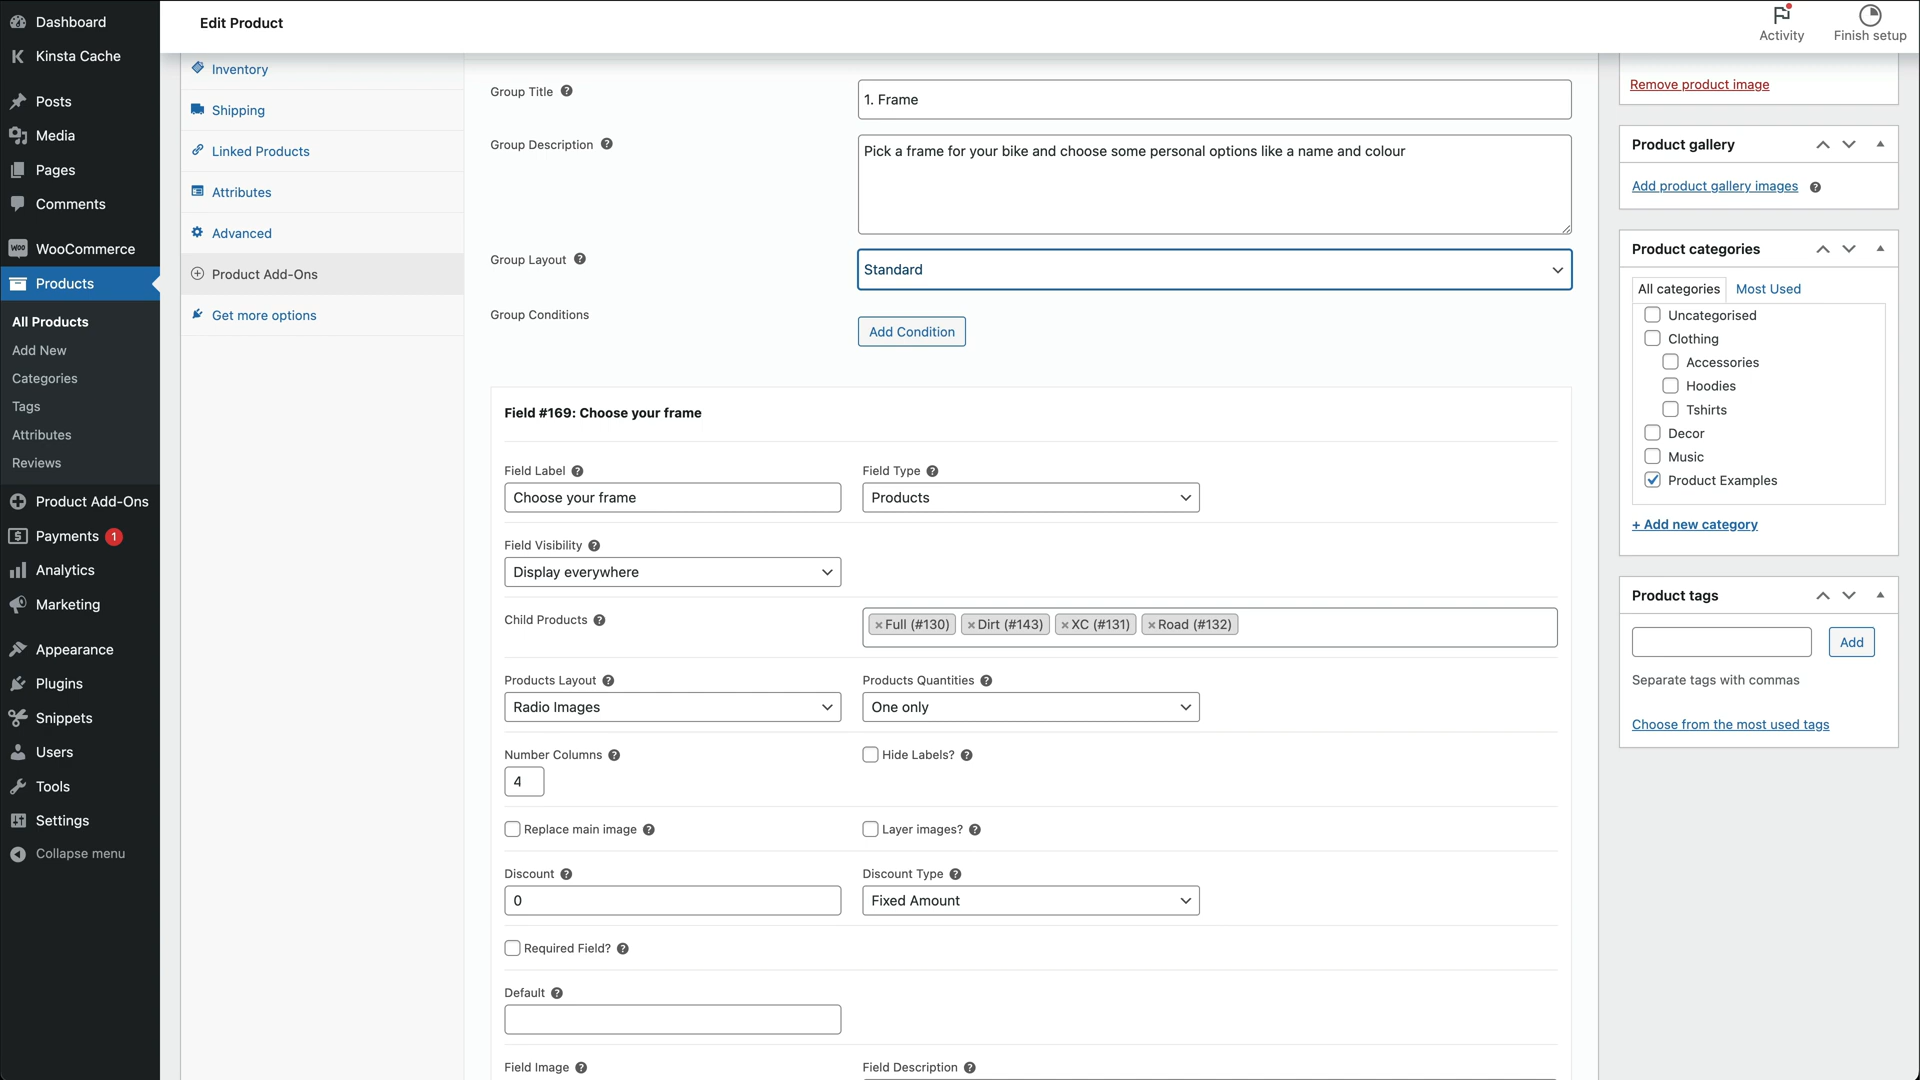 Dashboard
Kinsta Cache
Posts
Media
Pages
Comments
WooCommerce
Products
All Products
Add New
Categories
Tags
Attributes
Reviews
Product Add-Ons
Payments 1
Analytics
Marketing
Appearance
Plugins
Snippets
Users
Tools
Settings
Collapse menu
Edit Product
Activity
Finish setup
Inventory
Shipping
Linked Products
Attributes
Advanced
Product Add-Ons
Get more options
Group Title
1. Frame
Group Description
Pick a frame for your bike and choose some personal options like a name and colour
Group Layout
Standard
Group Conditions
Add Condition
Field #169: Choose your frame
Field Label
Choose your frame
Field Type
Products
Field Visibility
Display everywhere
Child Products
×Full (#130) ×Dirt (#143) ×XC (#131) ×Road (#132)
Products Layout
Radio Images
Products Quantities
One only
Number Columns
4
Hide Labels?
Replace main image
Layer images?
Discount
0
Discount Type
Fixed Amount
Required Field?
Default
Field Image
Field Description
Remove product image
Product gallery
Add product gallery images
Product categories
All categories
Most Used
Uncategorised
Clothing
Accessories
Hoodies
Tshirts
Decor
Music
Product Examples
+ Add new category
Product tags
Add
Separate tags with commas
Choose from the most used tags